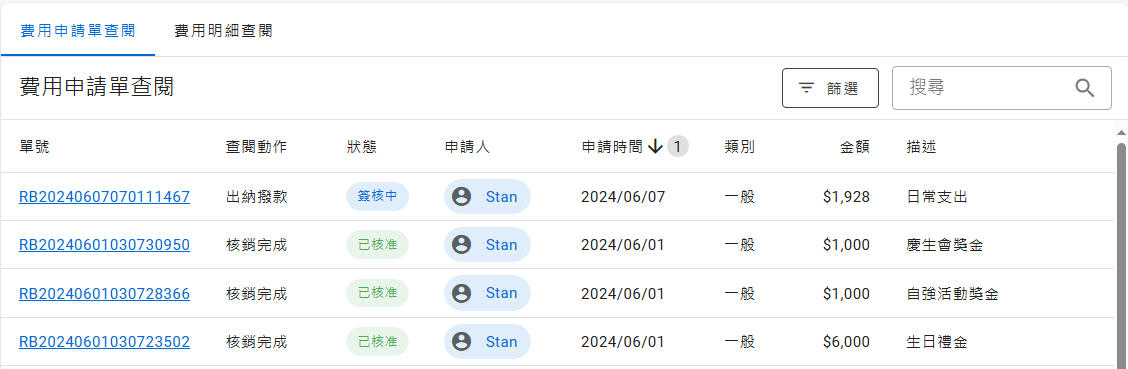 費用申請單查閱 費用明細查閱
費用申請單查閱 篩選 搜尋
單號 查閱動作 狀態 申請人 申請時間 1 類別 金額 描述
RB20240607070111467 出納撥款 簽核中 Stan 2024/06/07 一般 $1,928 日常支出
RB20240601030730950 核銷完成 已核准 Stan 2024/06/01 一般 $1,000 慶生會獎金
RB20240601030728366 核銷完成 已核准 Stan 2024/06/01 一般 $1,000 自強活動獎金
RB20240601030723502 核銷完成 已核准 Stan 2024/06/01 一般 $6,000 生日禮金